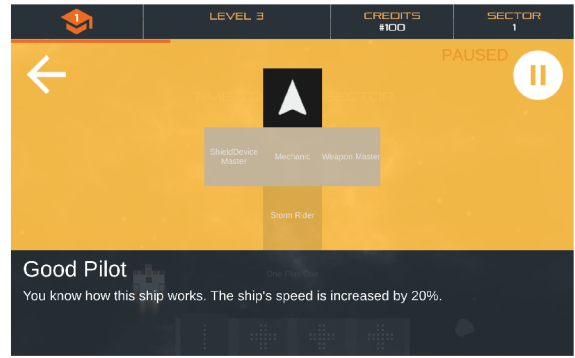 1
LEVEL 3
CREDITS
#100
SECTOR
1
PAUSED
ShieldDevice
Master
Mechanic
Weapon Master
Storm Rider
Good Pilot
You know how this ship works. The ship's speed is increased by 20%.